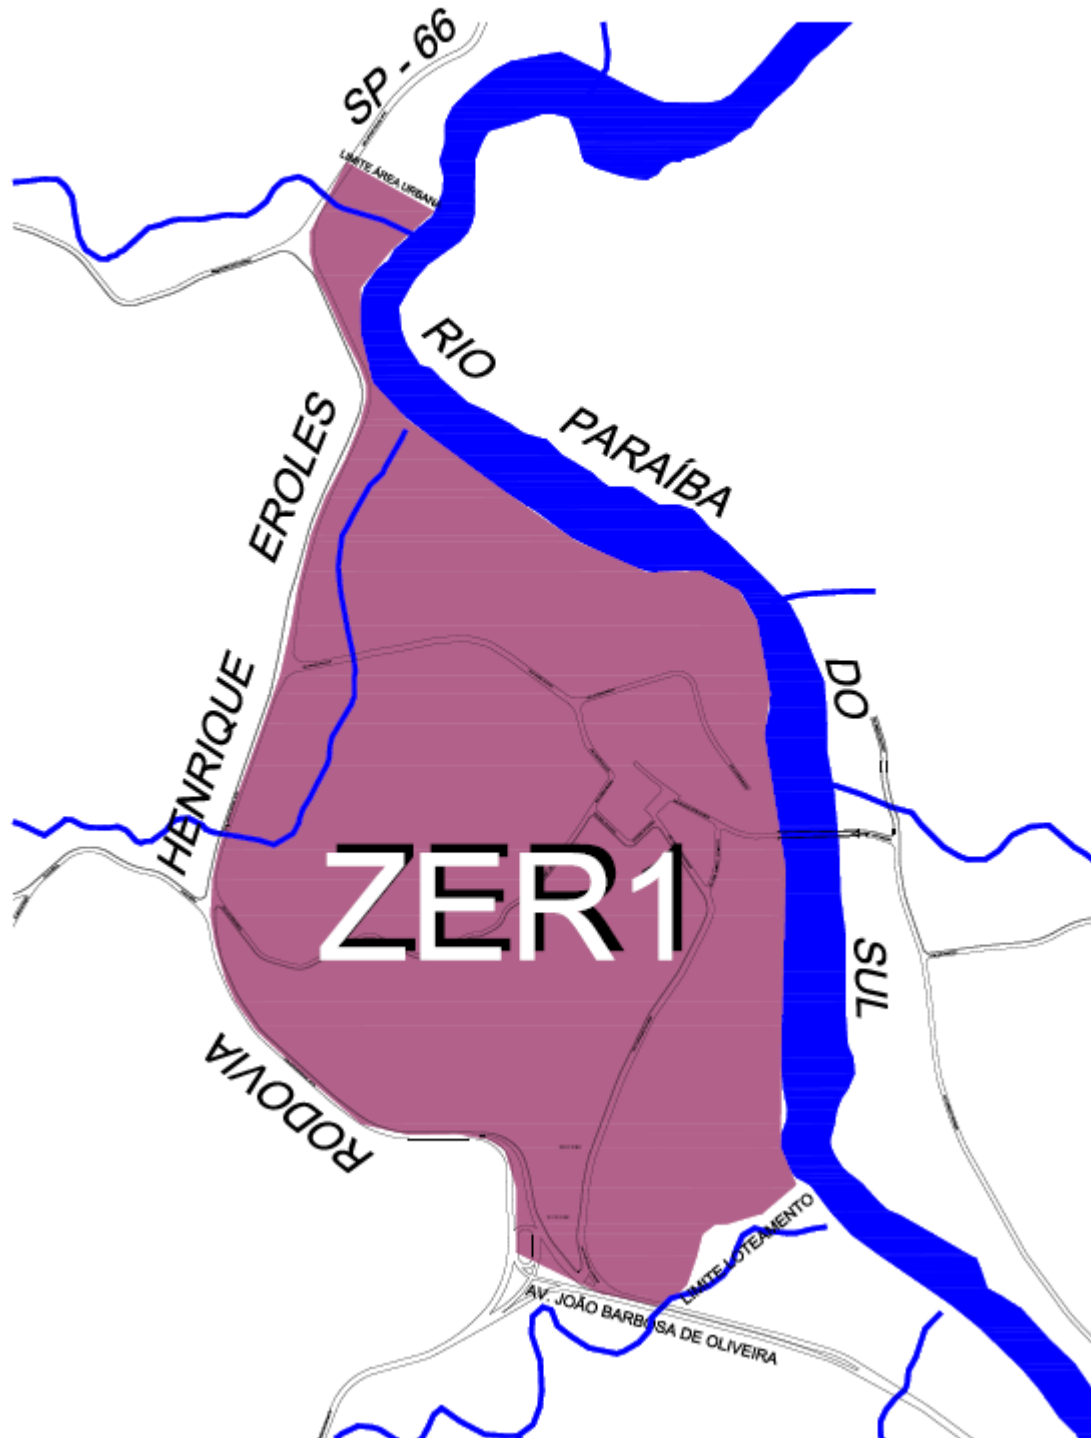 SP - 66
LIMITE ÁREA URBANA
RIO PARAÍBA DO SUL
RODOVIA HENRIQUE EROLES
ZER1
LIMITE LOTEAMENTO
AV. JOÃO BARBOSA DE OLIVEIRA